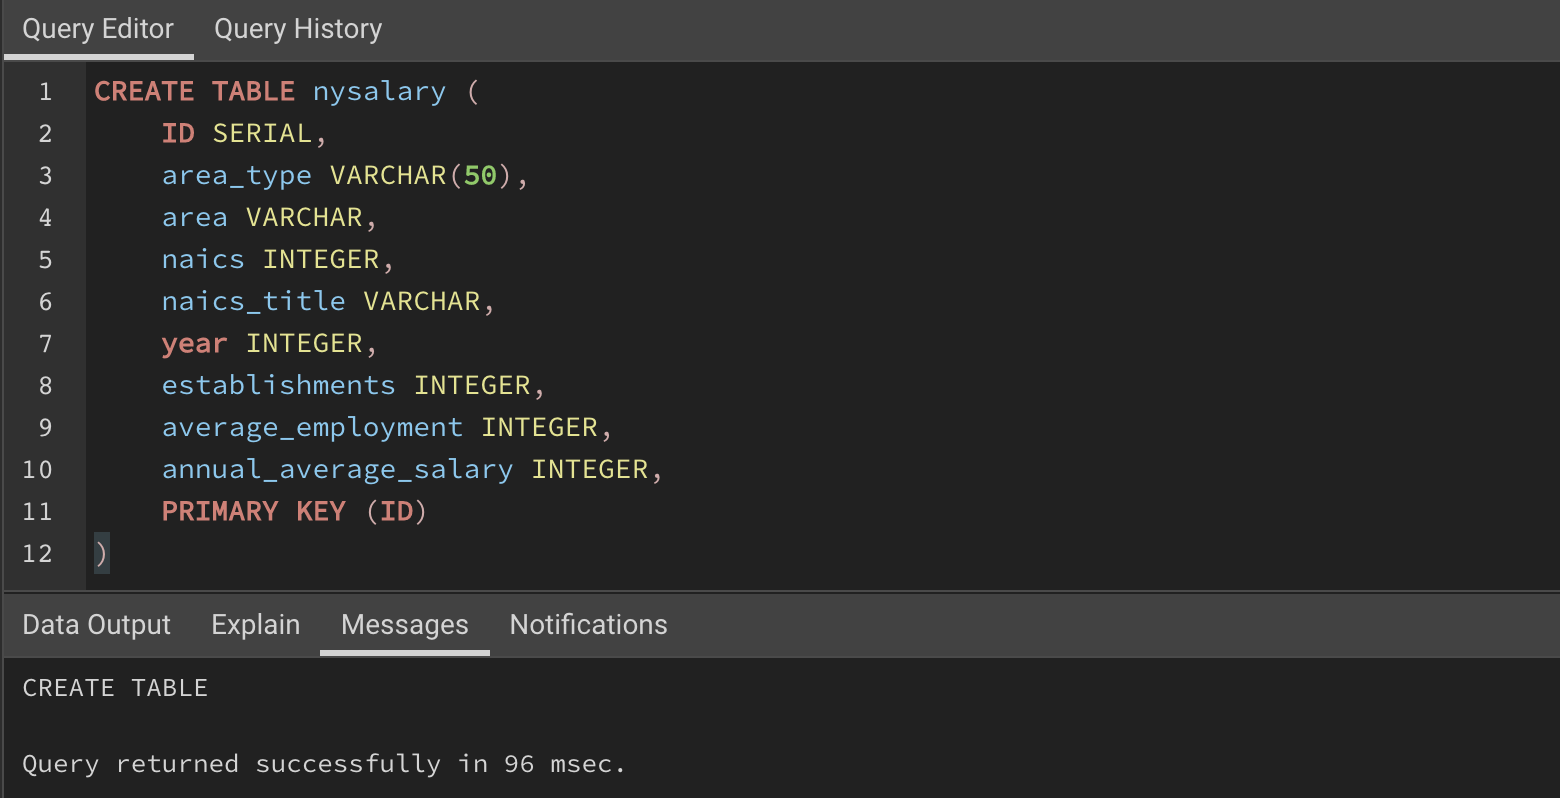 Query Editor Query History
1 CREATE TABLE nysalary (
2 ID SERIAL,
3 area_type VARCHAR(50),
4 area VARCHAR,
5 naics INTEGER,
6 naics_title VARCHAR,
7 year INTEGER,
8 establishments INTEGER,
9 average_employment INTEGER,
10 annual_average_salary INTEGER,
11 PRIMARY KEY (ID)
12 )
Data Output Explain Messages Notifications
CREATE TABLE
Query returned successfully in 96 msec.